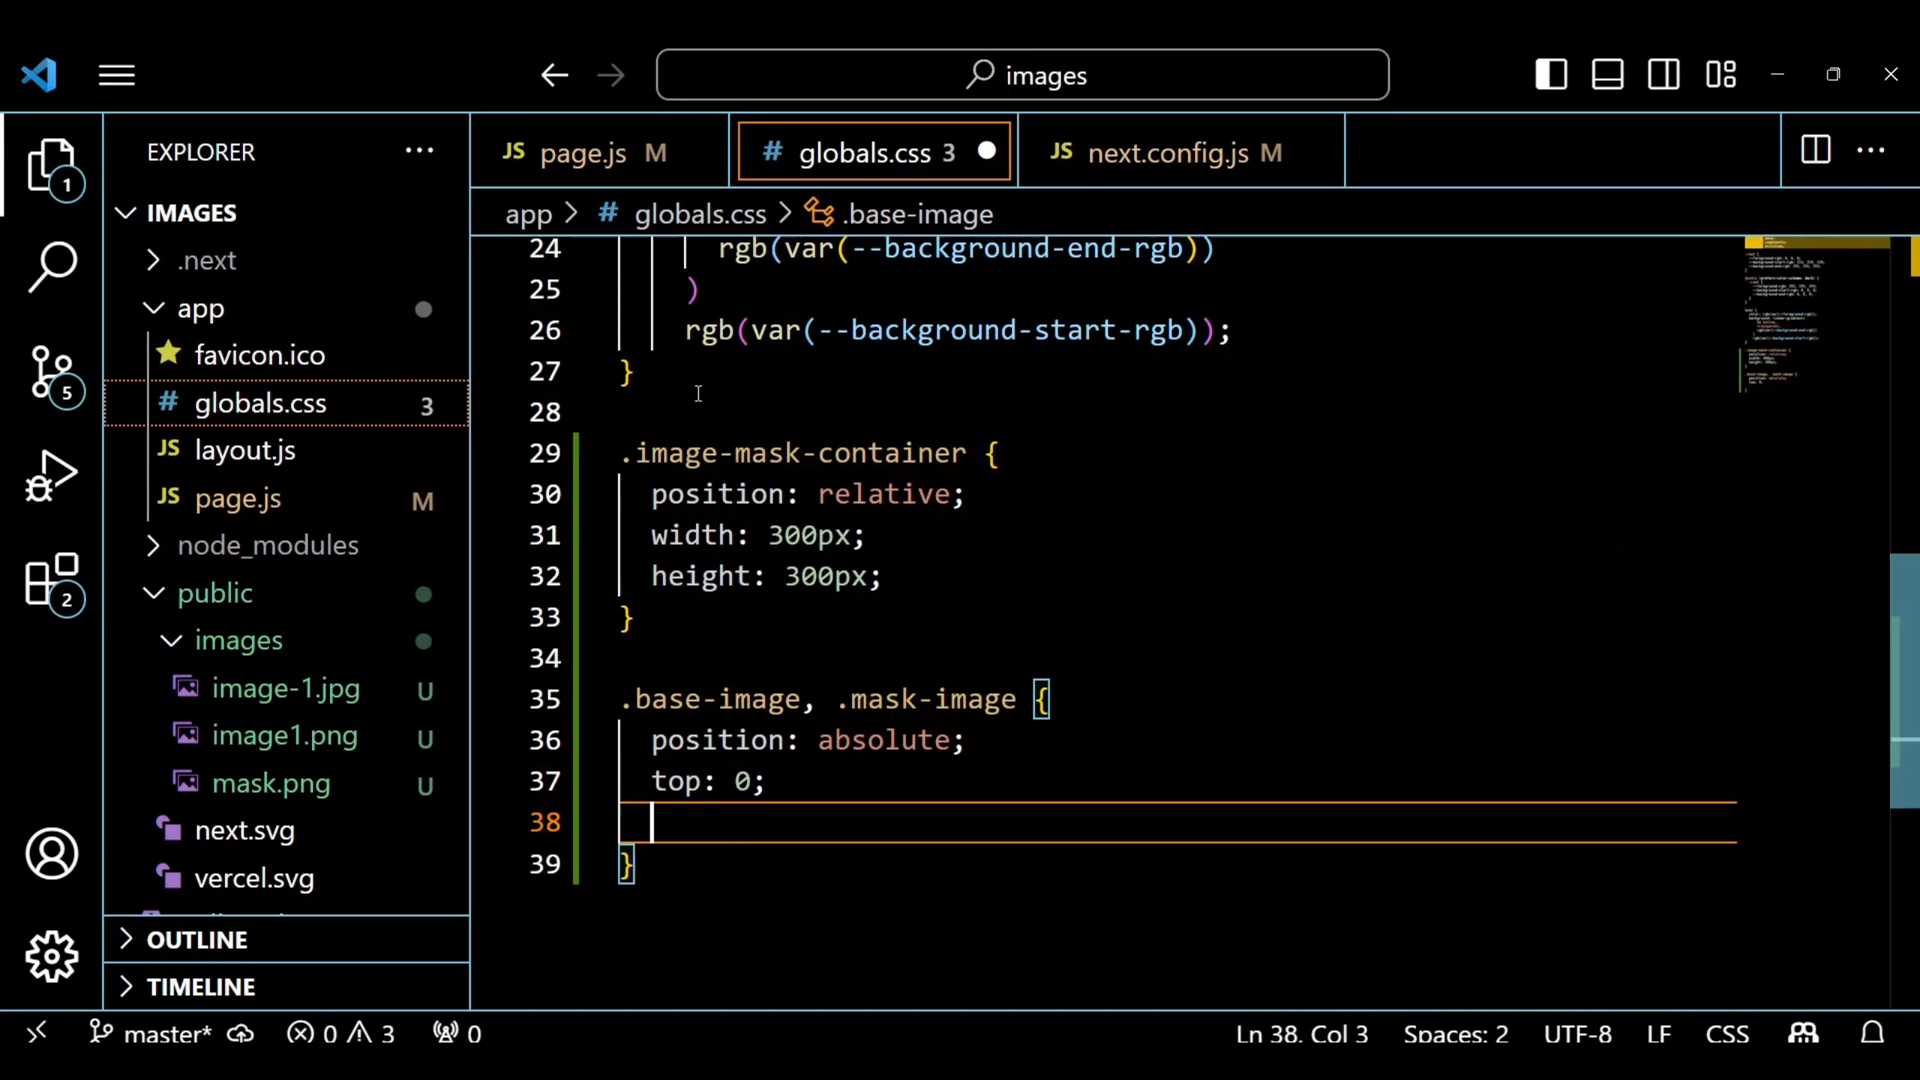 images
EXPLORER
IMAGES
.next
app
favicon.ico
globals.css 3
layout.js
page.js M
node_modules
public
images
image-1.jpg U
image1.png U
mask.png U
next.svg
vercel.svg
OUTLINE
TIMELINE
1
5
2
JS page.js M
# globals.css 3
JS next.config.js M
app > # globals.css > .base-image
24 rgb(var(--background-end-rgb))
25 )
26 rgb(var(--background-start-rgb));
27 }
28
29 .image-mask-container {
30 position: relative;
31 width: 300px;
32 height: 300px;
33 }
34
35 .base-image, .mask-image {
36 position: absolute;
37 top: 0;
38
39 }
master* 0 3 0 Ln 38, Col 3 Spaces: 2 UTF-8 LF CSS